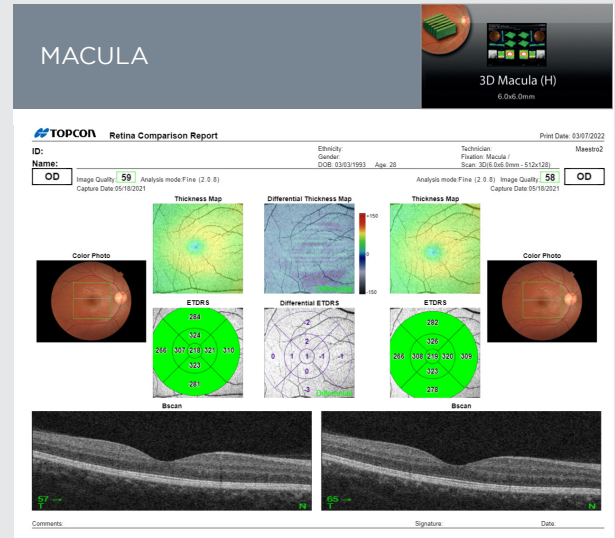 MACULA
3D Macula (H)
6.0x6.0mm
TOPCON Retina Comparison Report
Print Date: 03/07/2022
ID:
Ethnicity:
Technician:
Maestro2
Gender:
Fixation: Macula /
Name:
DOB: 03/03/1993 Age: 28
Scan: 3D(6.0x6.0mm - 512x128)
OD Image Quality: 59 Analysis mode:Fine (2.0.8)
Analysis mode:Fine (2.0.8) Image Quality: 58 OD
Capture Date:05/18/2021
Capture Date:05/18/2021
Thickness Map
Differential Thickness Map
Thickness Map
+150
0
-150
Color Photo
Color Photo
ETDRS
Differential ETDRS
ETDRS
284
324
266 307 218 321 310
323
281
-2
2
0 1 1 -1 -1
0
-3
282
326
266 308 219 320 309
323
278
Bscan
Bscan
57
T
N
65
T
N
Comments:
Signature:
Date: